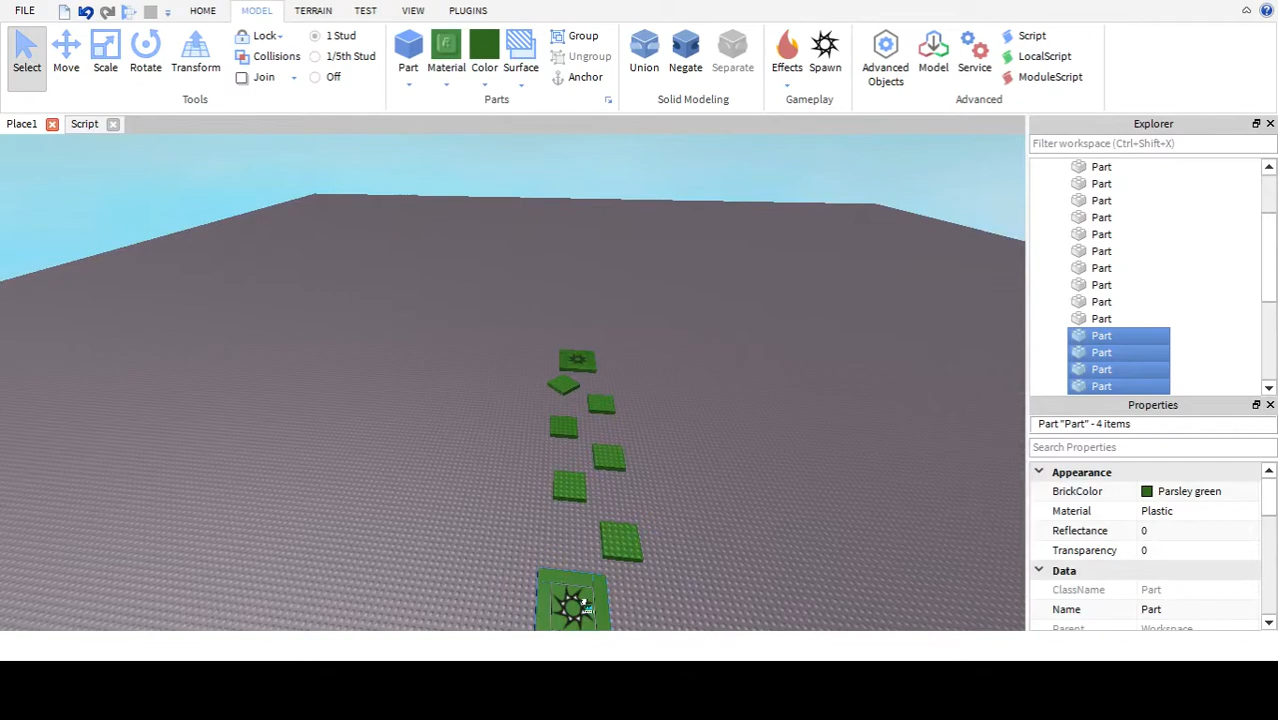 FILE HOME MODEL TERRAIN TEST VIEW PLUGINS
Select Move Scale Rotate Transform
Lock 1 Stud
Collisions 1/5th Stud
Join Off
Tools
Part Material Color Surface
Group
Ungroup
Anchor
Parts
Union Negate Separate
Solid Modeling
Effects Spawn
Gameplay
Advanced Objects Model Service
Script
LocalScript
ModuleScript
Advanced
Place1 Script
Explorer
Filter workspace (Ctrl+Shift+X)
Part
Part
Part
Part
Part
Part
Part
Part
Part
Part
Part
Part
Part
Part
Properties
Part "Part" - 4 items
Search Properties
Appearance
BrickColor Parsley green
Material Plastic
Reflectance 0
Transparency 0
Data
ClassName Part
Name Part
Parent Workspace